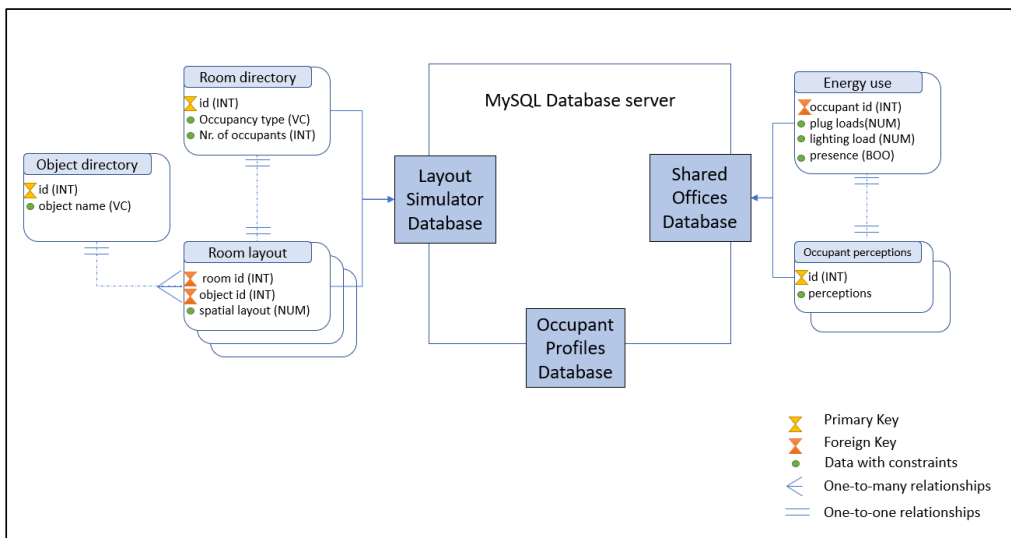 Room directory
id (INT)
Occupancy type (VC)
Nr. of occupants (INT)
Object directory
id (INT)
object name (VC)
Room layout
room id (INT)
object id (INT)
spatial layout (NUM)
MySQL Database server
Layout
Simulator
Database
Shared
Offices
Database
Occupant
Profiles
Database
Energy use
occupant id (INT)
plug loads(NUM)
lighting load (NUM)
presence (BOO)
Occupant perceptions
id (INT)
perceptions
Primary Key
Foreign Key
Data with constraints
One-to-many relationships
One-to-one relationships